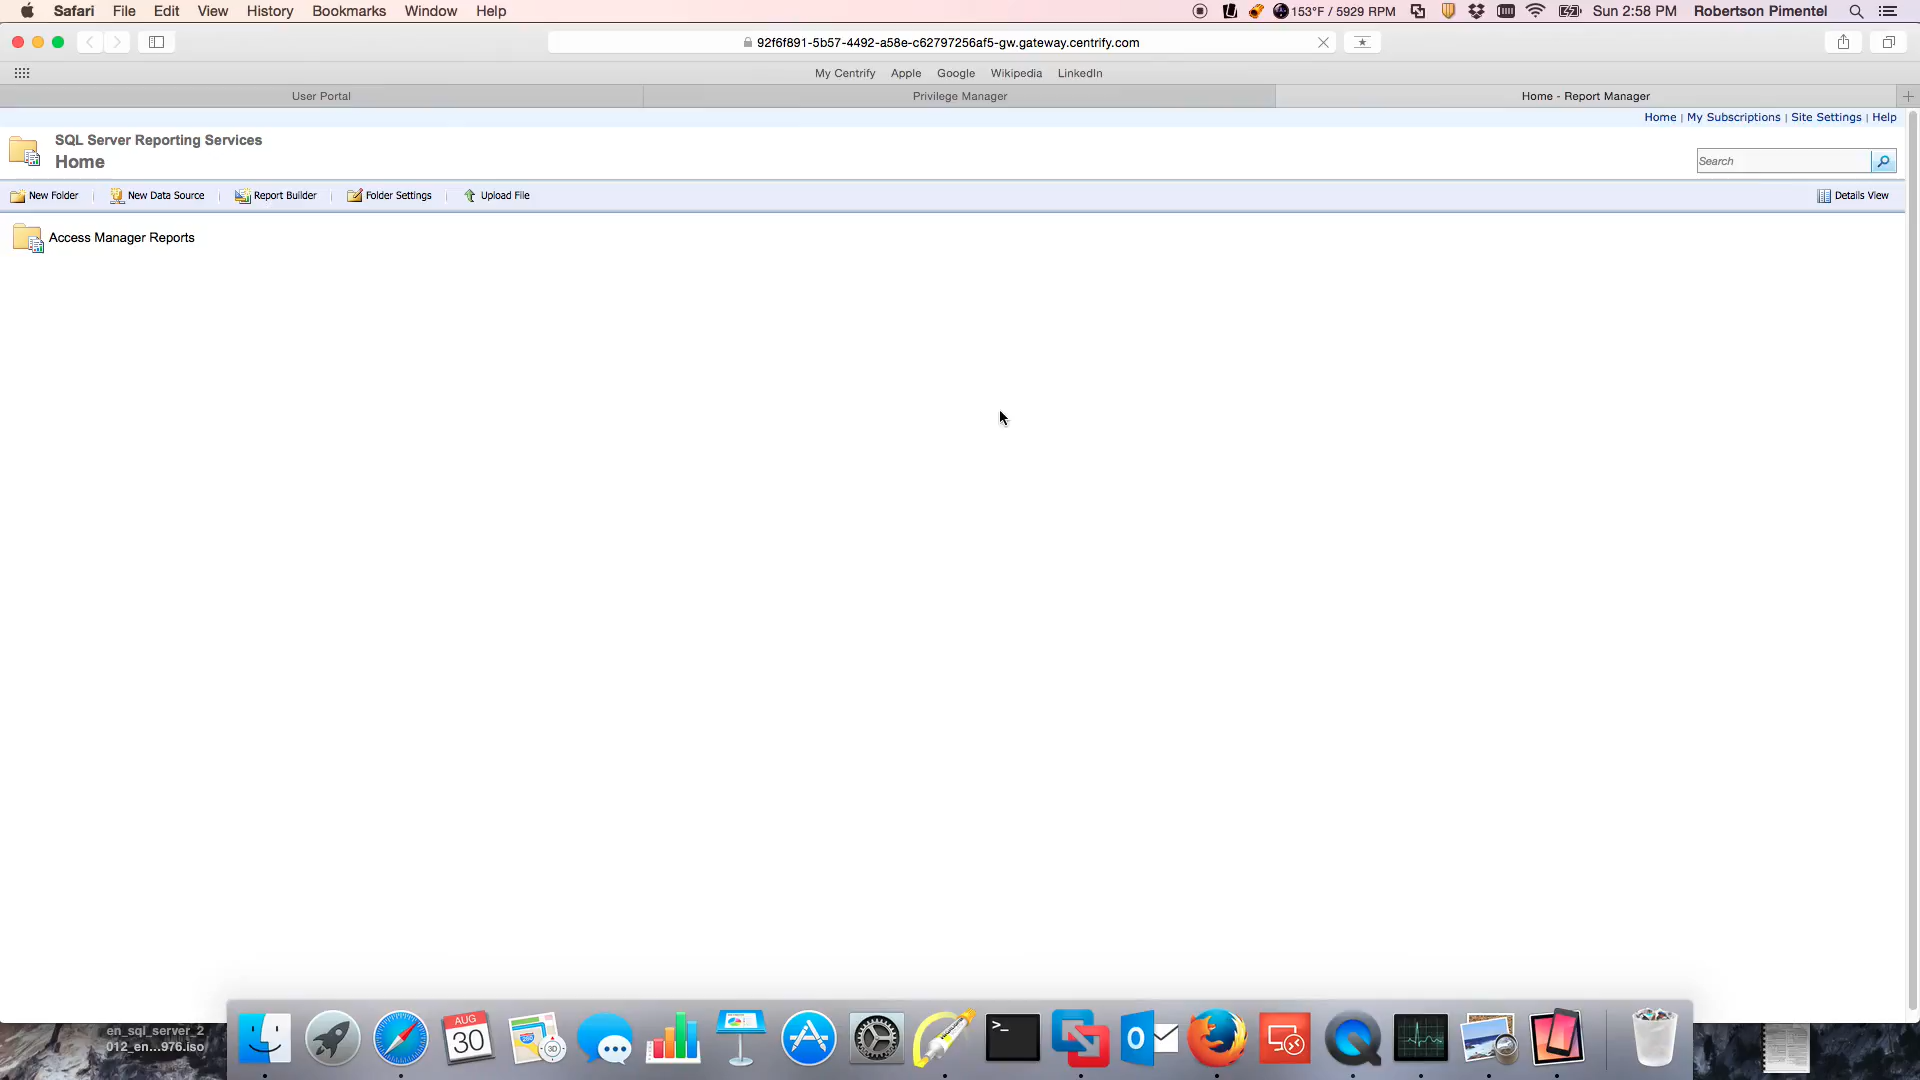 Safari File Edit View History Bookmarks Window Help
153°F / 5929 RPM Sun 2:58 PM Robertson Pimentel
92f6f891-5b57-4492-a58e-c62797256af5-gw.gateway.centrify.com
My Centrify Apple Google Wikipedia LinkedIn
User Portal Privilege Manager Home - Report Manager
Home | My Subscriptions | Site Settings | Help
SQL Server Reporting Services
Home
Search
New Folder New Data Source Report Builder Folder Settings Upload File Details View
Access Manager Reports
en_sql_server_2
012_en...976.iso
AUG
30
280
3D
>_
O